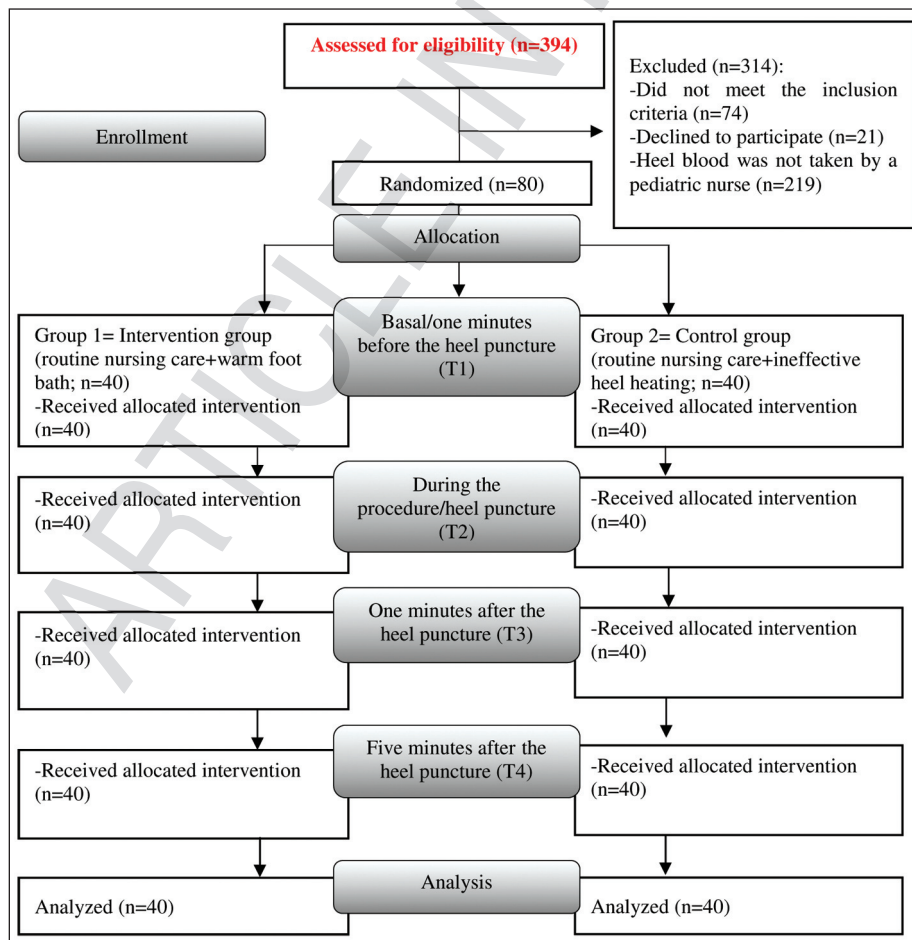 Assessed for eligibility (n=394)
Excluded (n=314):
-Did not meet the inclusion
criteria (n=74)
-Declined to participate (n=21)
-Heel blood was not taken by a
pediatric nurse (n=219)
Enrollment
Randomized (n=80)
Allocation
Group 1= Intervention group
(routine nursing care+warm foot
bath; n=40)
-Received allocated intervention
(n=40)
Basal/one minutes
before the heel puncture
(T1)
Group 2= Control group
(routine nursing care+ineffective
heel heating; n=40)
-Received allocated intervention
(n=40)
-Received allocated intervention
(n=40)
During the
procedure/heel puncture
(T2)
-Received allocated intervention
(n=40)
-Received allocated intervention
(n=40)
One minutes after the
heel puncture (T3)
-Received allocated intervention
(n=40)
-Received allocated intervention
(n=40)
Five minutes after the
heel puncture (T4)
-Received allocated intervention
(n=40)
Analyzed (n=40)
Analysis
Analyzed (n=40)
ARTICLE IN